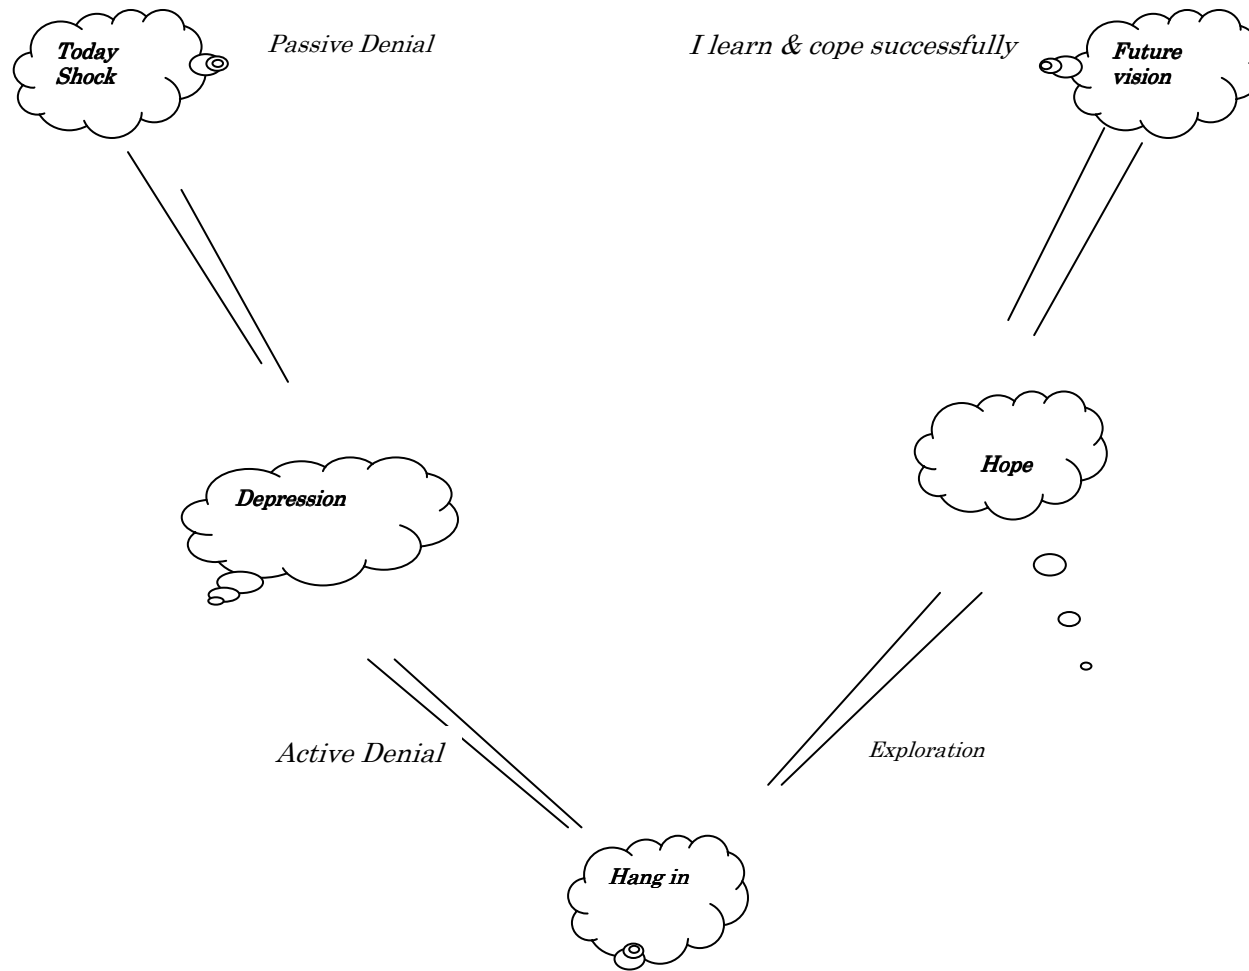 Today
Shock
Passive Denial
I learn & cope successfully
Future
vision
Depression
Hope
Active Denial
Exploration
Hang in